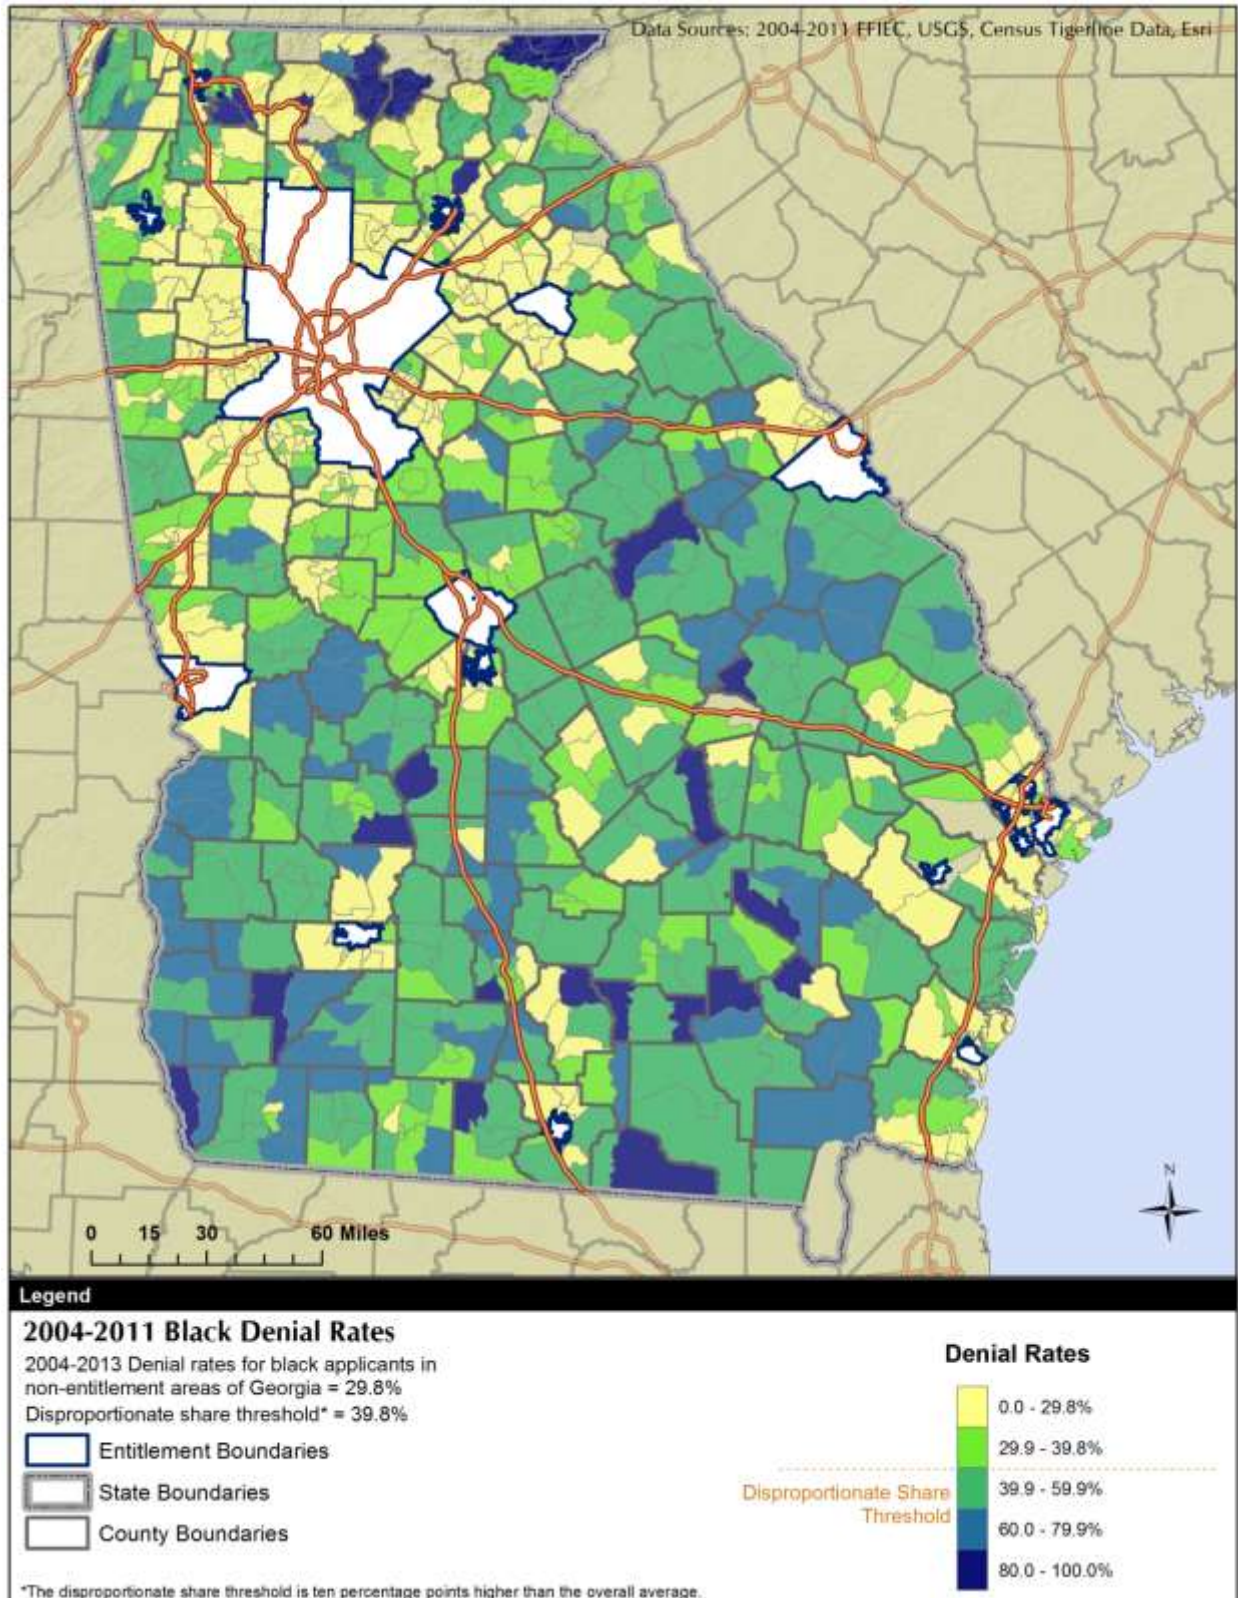 Data Sources: 2004-2011 FFIEC, USGS, Census Tigerline Data, Esri
N
0 15 30 60 Miles
Legend
2004-2011 Black Denial Rates
2004-2013 Denial rates for black applicants in
non-entitlement areas of Georgia = 29.8%
Disproportionate share threshold* = 39.8%
Entitlement Boundaries
State Boundaries
County Boundaries
*The disproportionate share threshold is ten percentage points higher than the overall average.
Denial Rates
0.0 - 29.8%
29.9 - 39.8%
Disproportionate Share
Threshold
39.9 - 59.9%
60.0 - 79.9%
80.0 - 100.0%